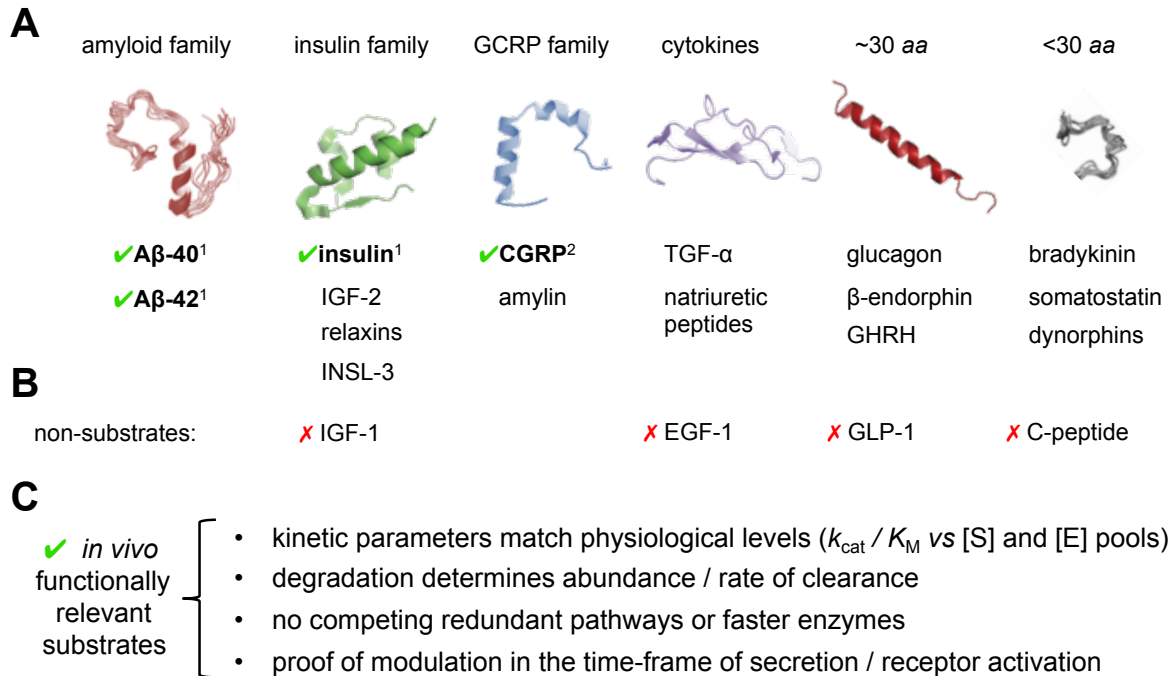 A
amyloid family insulin family GCRP family cytokines ~30 aa <30 aa
✔Aβ-40¹ ✔insulin¹ ✔CGRP² TGF-α glucagon bradykinin
✔Aβ-42¹ IGF-2 amylin natriuretic β-endorphin somatostatin
relaxins peptides GHRH dynorphins
INSL-3
B
non-substrates: ✗ IGF-1 ✗ EGF-1 ✗ GLP-1 ✗ C-peptide
C
✔ in vivo
functionally
relevant
substrates
• kinetic parameters match physiological levels (kcat / KM vs [S] and [E] pools)
• degradation determines abundance / rate of clearance
• no competing redundant pathways or faster enzymes
• proof of modulation in the time-frame of secretion / receptor activation